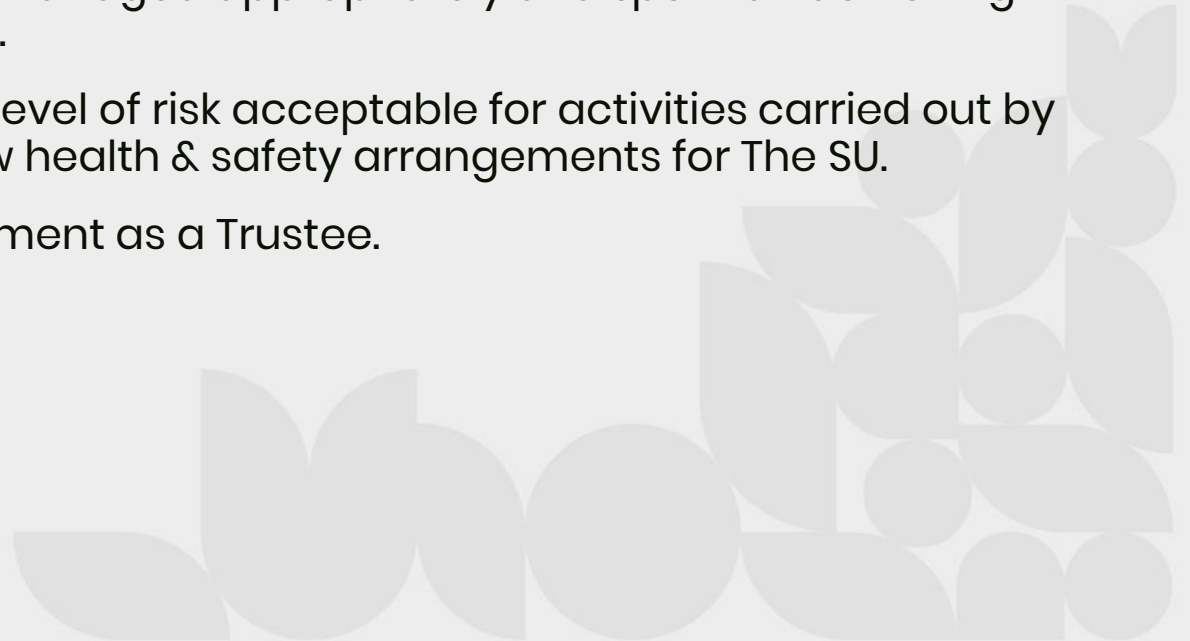 .
evel of risk acceptable for activities carried out by
w health & safety arrangements for The SU.
ment as a Trustee.